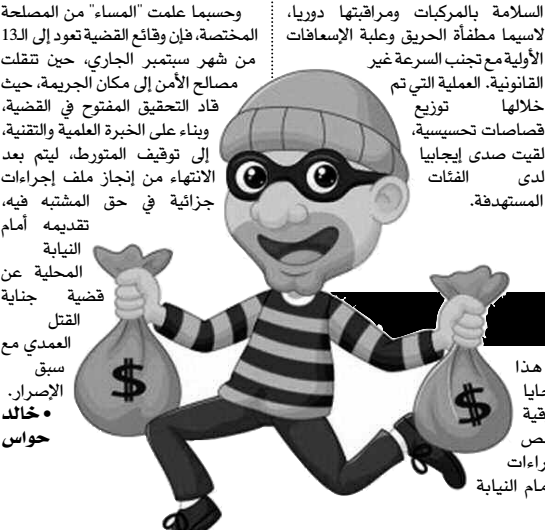 السلامة بالمركبات ومراقبتها دوريا،
لاسيما مطفأة الحريق وعلبة الإسعافات
الأولية مع تجنب السرعة غير
القانونية. العملية التي تم
خلالها توزيع
قصاصات تحسيسية،
لقيت صدى إيجابيا
لدى الفئات
المستهدفة.
هذا
حايا
قية
ـص
راءات
مام النيابة
وحسبما علمت "المساء" من المصلحة
المختصة، فإن وقائع القضية تعود إلى الـ13
من شهر سبتمبر الجاري، حين تنقلت
مصالح الأمن إلى مكان الجريمة، حيث
قاد التحقيق المفتوح في القضية،
وبناء على الخبرة العلمية والتقنية،
إلى توقيف المتورط، ليتم بعد
الانتهاء من إنجاز ملف إجراءات
جزائية في حق المشتبه فيه،
تقديمه أمام
النيابة
المحلية عن
قضية جناية
القتل
العمدي مع
سبق
الإصرار.
• خالد
حواس
$
$